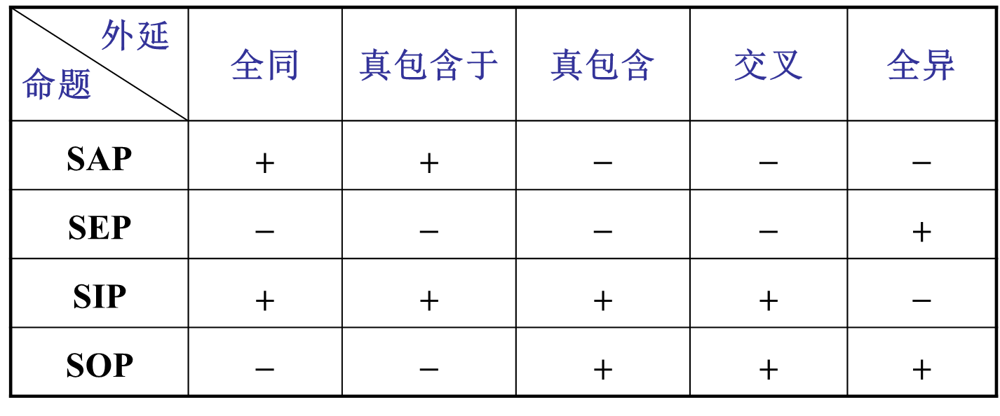 外延
命题 全同 真包含于 真包含 交叉 全异
SAP + + − − −
SEP − − − − +
SIP + + + + −
SOP − − + + +